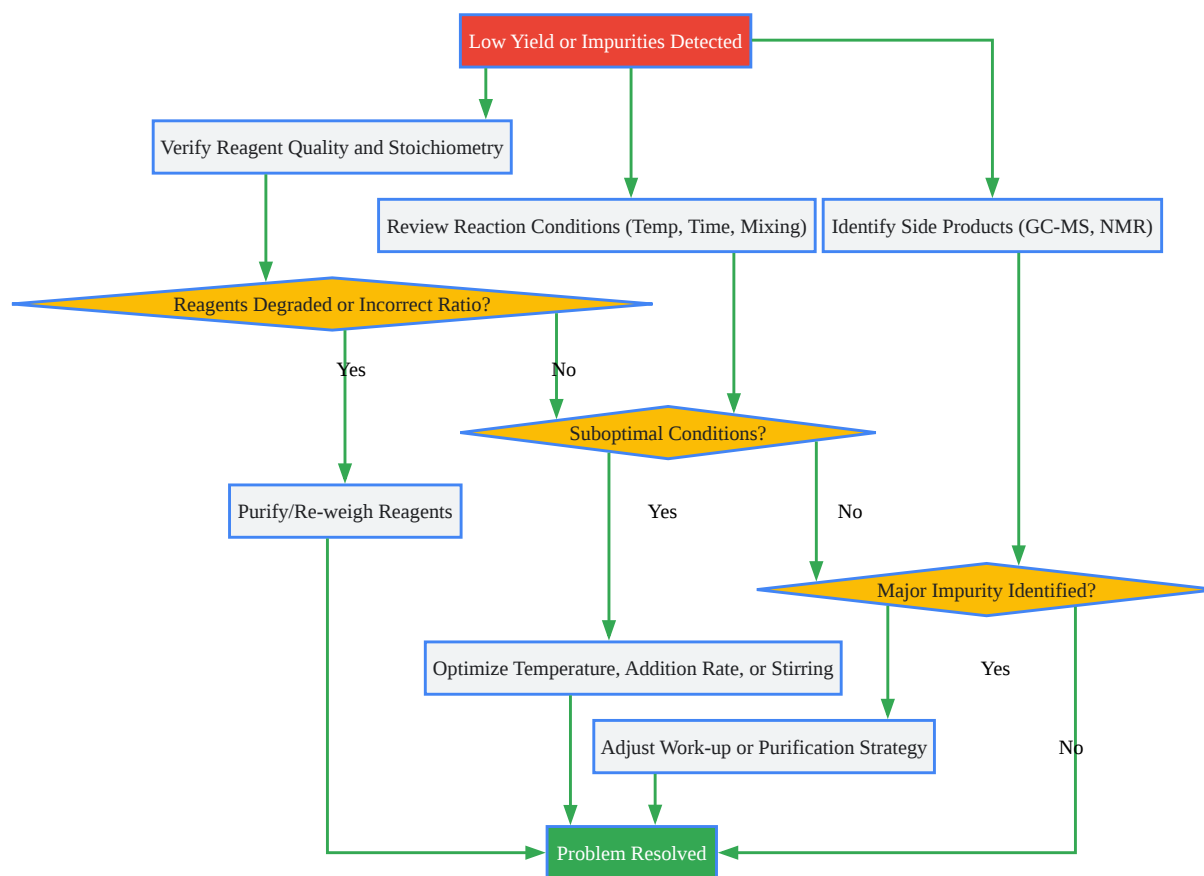 Low Yield or Impurities Detected
Verify Reagent Quality and Stoichiometry
Review Reaction Conditions (Temp, Time, Mixing)
Identify Side Products (GC-MS, NMR)
Reagents Degraded or Incorrect Ratio?
Yes
No
Suboptimal Conditions?
Purify/Re-weigh Reagents
Yes
No
Major Impurity Identified?
Optimize Temperature, Addition Rate, or Stirring
Yes
Adjust Work-up or Purification Strategy
No
Problem Resolved